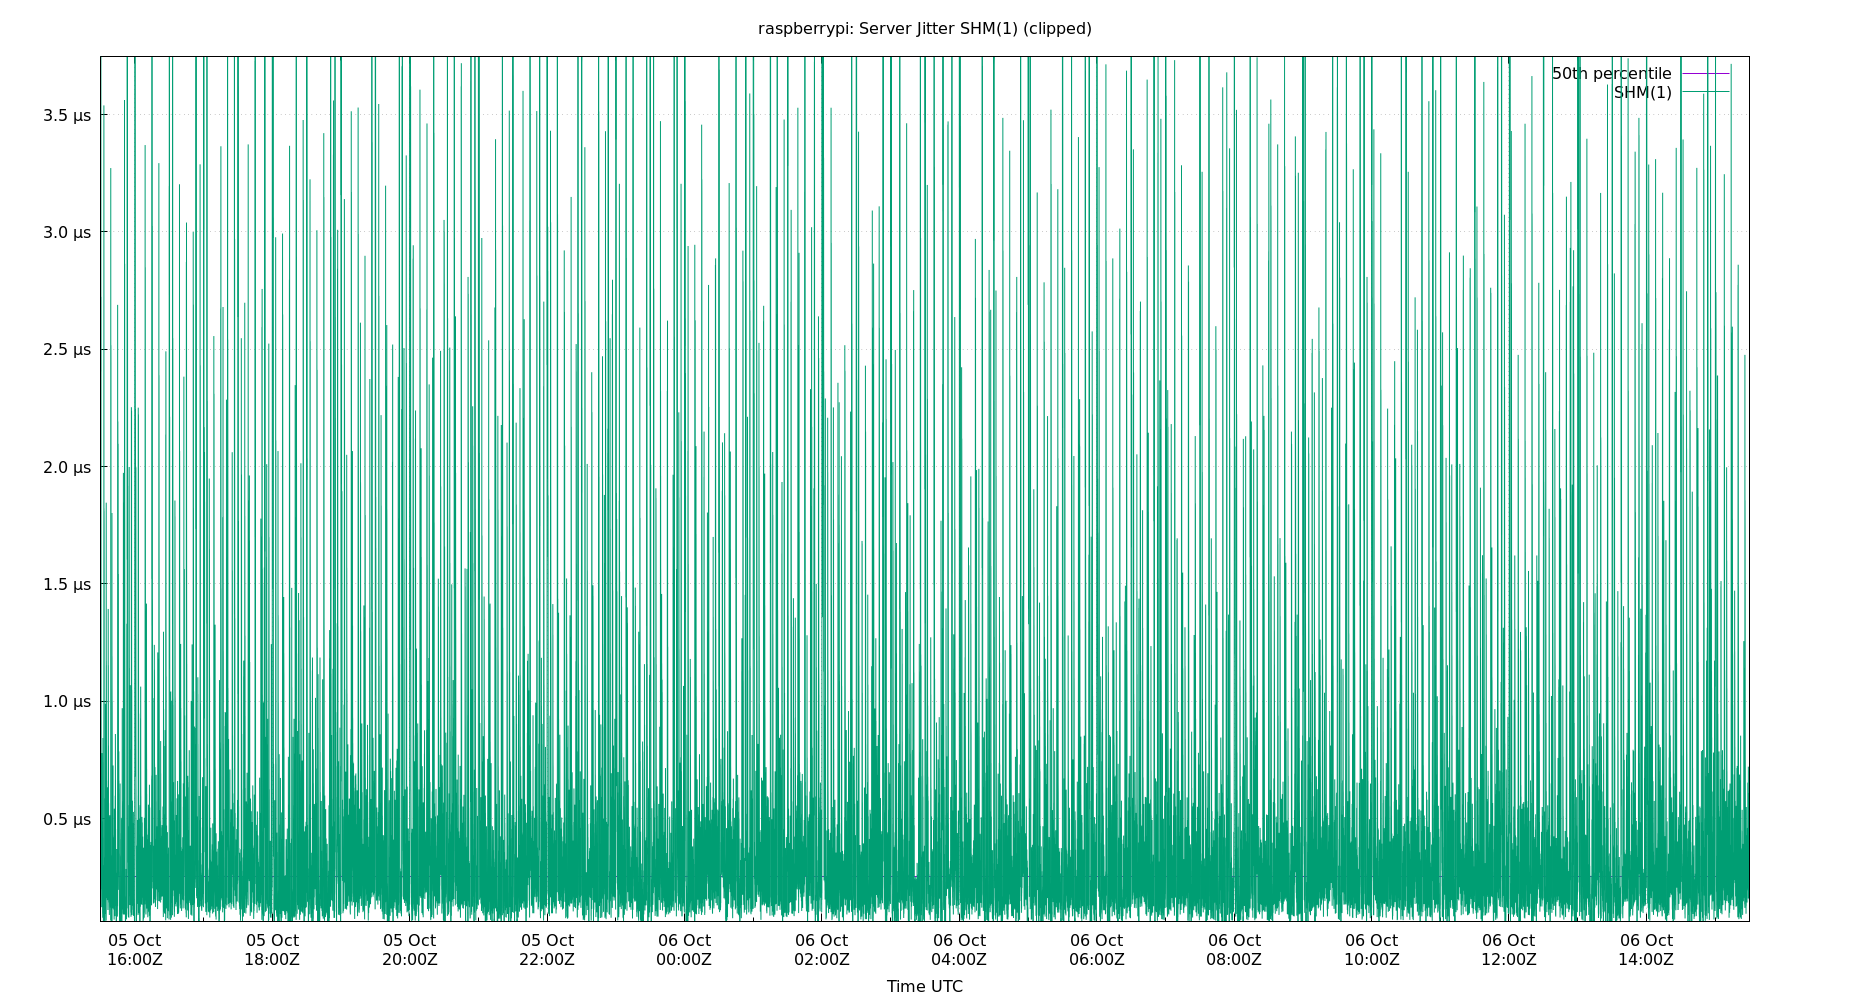 raspberrypi: Server Jitter SHM(1) (clipped)
50th percentile
SHM(1)
3.5 µs
3.0 µs
2.5 µs
2.0 µs
1.5 µs
1.0 µs
0.5 µs
05 Oct 05 Oct 05 Oct 05 Oct 06 Oct 06 Oct 06 Oct 06 Oct 06 Oct 06 Oct 06 Oct 06 Oct
16:00Z 18:00Z 20:00Z 22:00Z 00:00Z 02:00Z 04:00Z 06:00Z 08:00Z 10:00Z 12:00Z 14:00Z
Time UTC